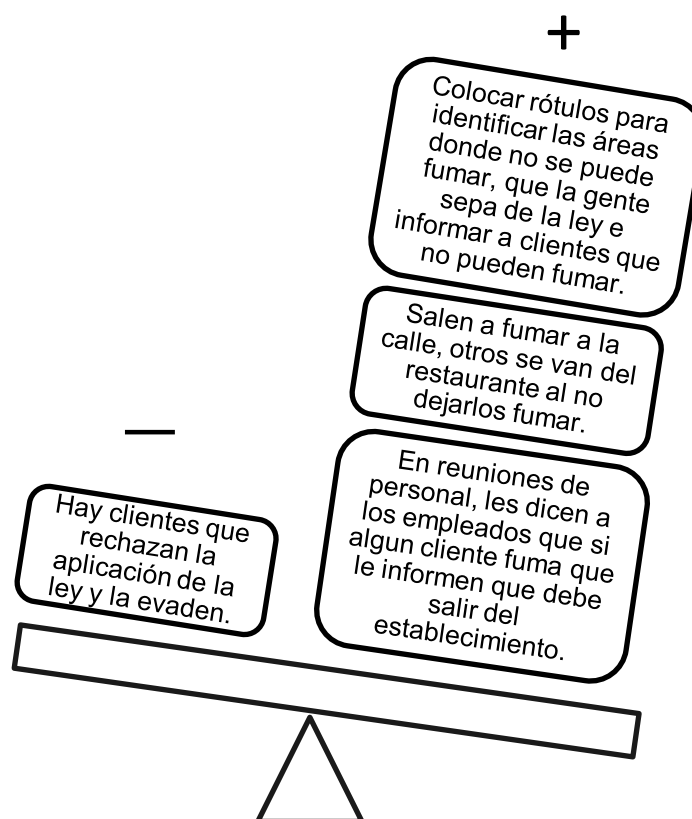 +
Colocar rótulos para
identificar las áreas
donde no se puede
fumar, que la gente
sepa de la ley e
informar a clientes que
no pueden fumar.
Salen a fumar a la
calle, otros se van del
restaurante al no
dejarlos fumar.
En reuniones de
personal, les dicen a
los empleados que si
algun cliente fuma que
le informen que debe
salir del
establecimiento.
—
Hay clientes que
rechazan la
aplicación de la
ley y la evaden.